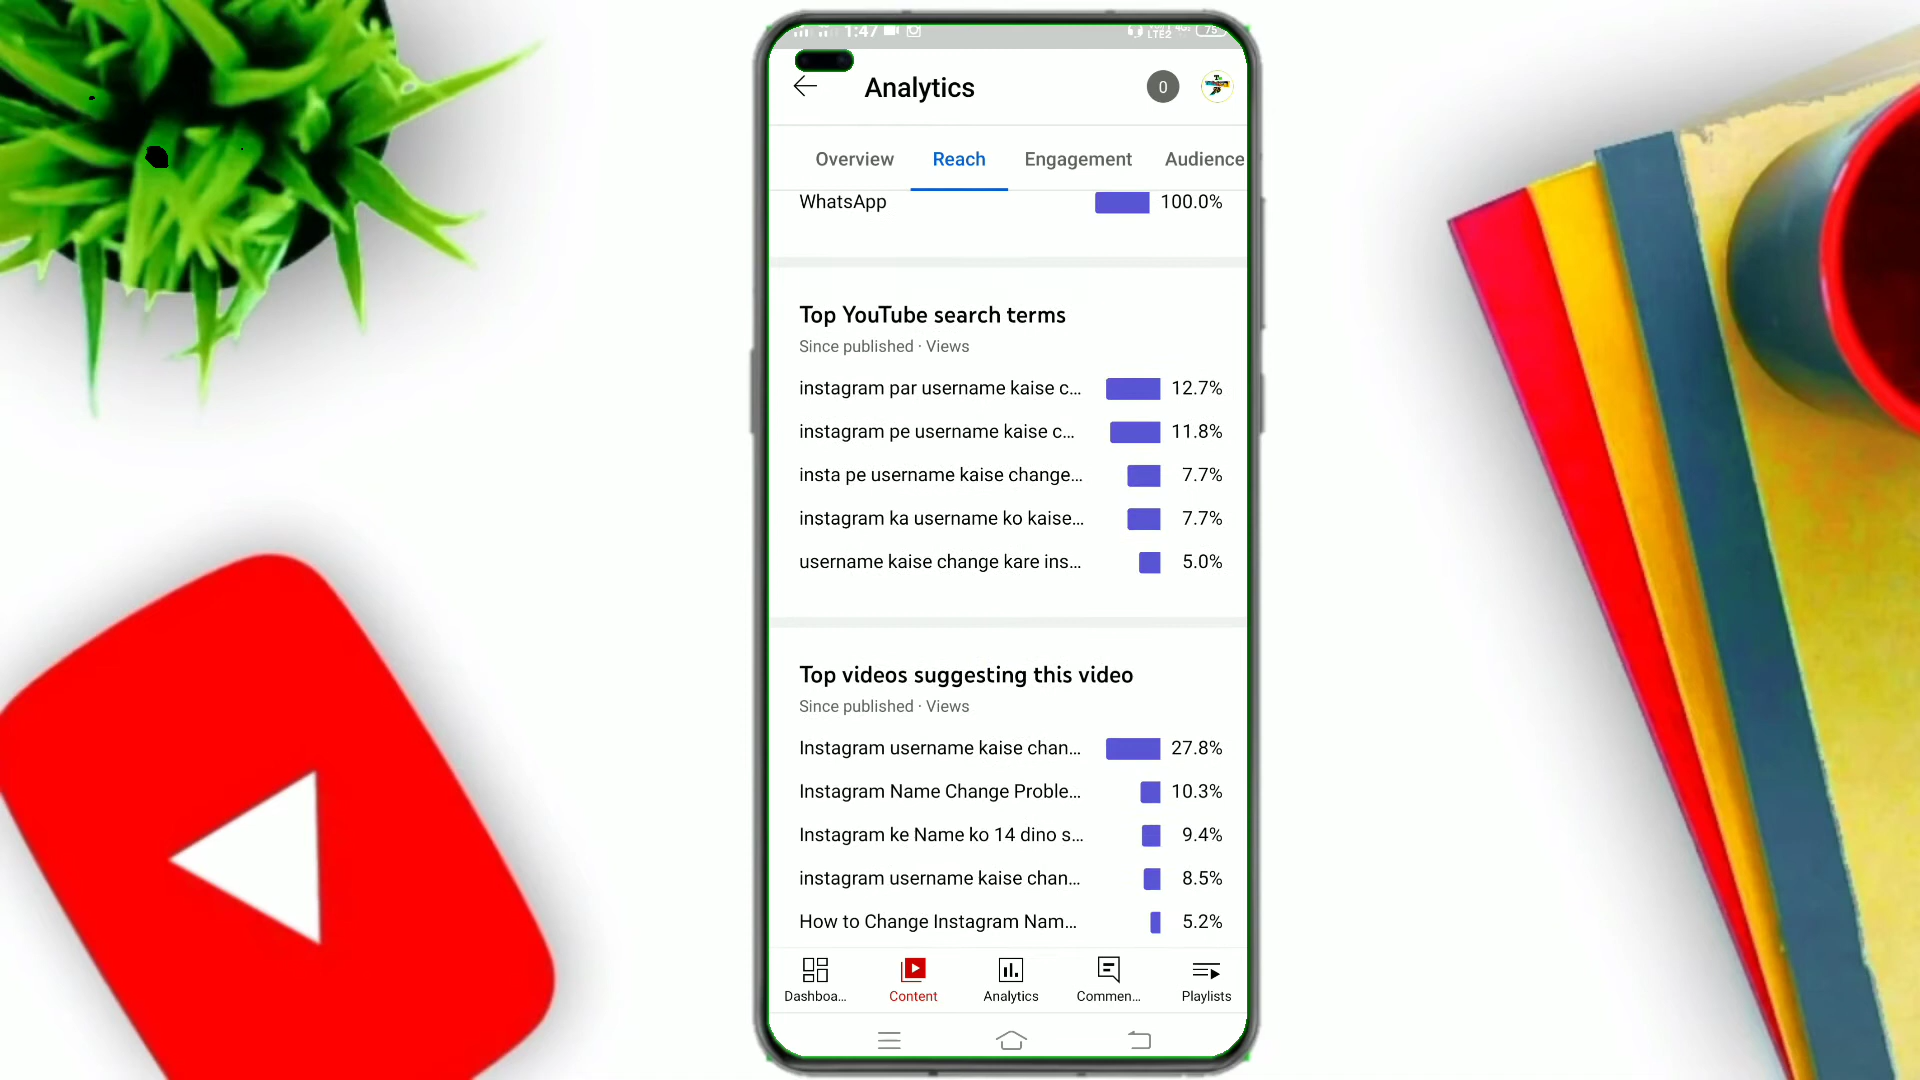 1:47
LTE2
75
Analytics
0
Overview
Reach
Engagement
Audience
WhatsApp
100.0%
Top YouTube search terms
Since published · Views
instagram par username kaise c...
12.7%
instagram pe username kaise c...
11.8%
insta pe username kaise change...
7.7%
instagram ka username ko kaise...
7.7%
username kaise change kare ins...
5.0%
Top videos suggesting this video
Since published · Views
Instagram username kaise chan...
27.8%
Instagram Name Change Proble...
10.3%
Instagram ke Name ko 14 dino s...
9.4%
instagram username kaise chan...
8.5%
How to Change Instagram Nam...
5.2%
Dashboa...
Content
Analytics
Commen...
Playlists